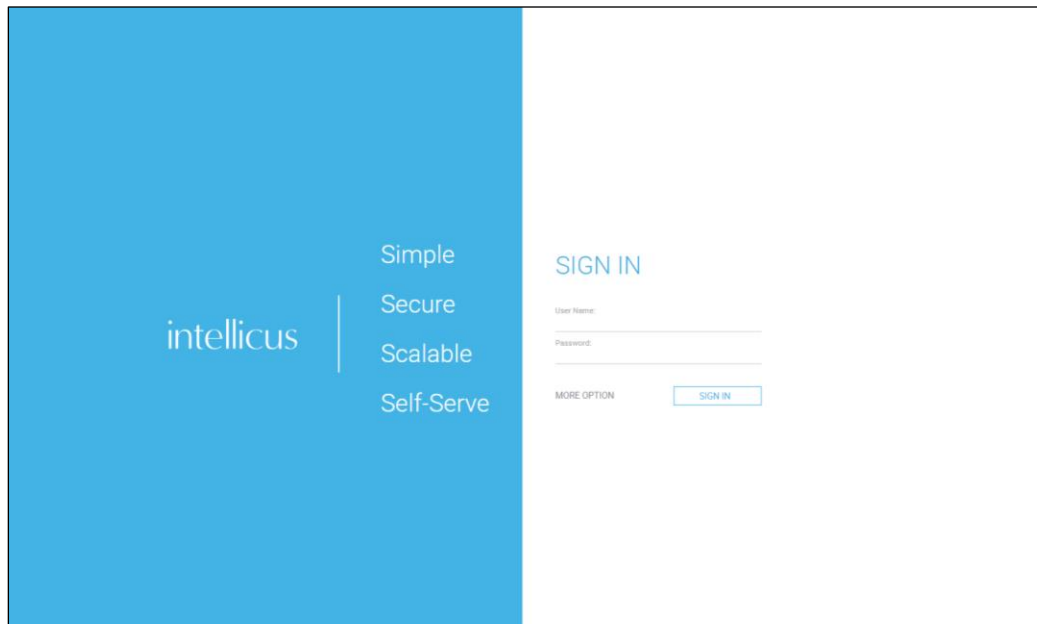 intellicus
Simple
Secure
Scalable
Self-Serve
SIGN IN
User Name:
Password:
MORE OPTION
SIGN IN